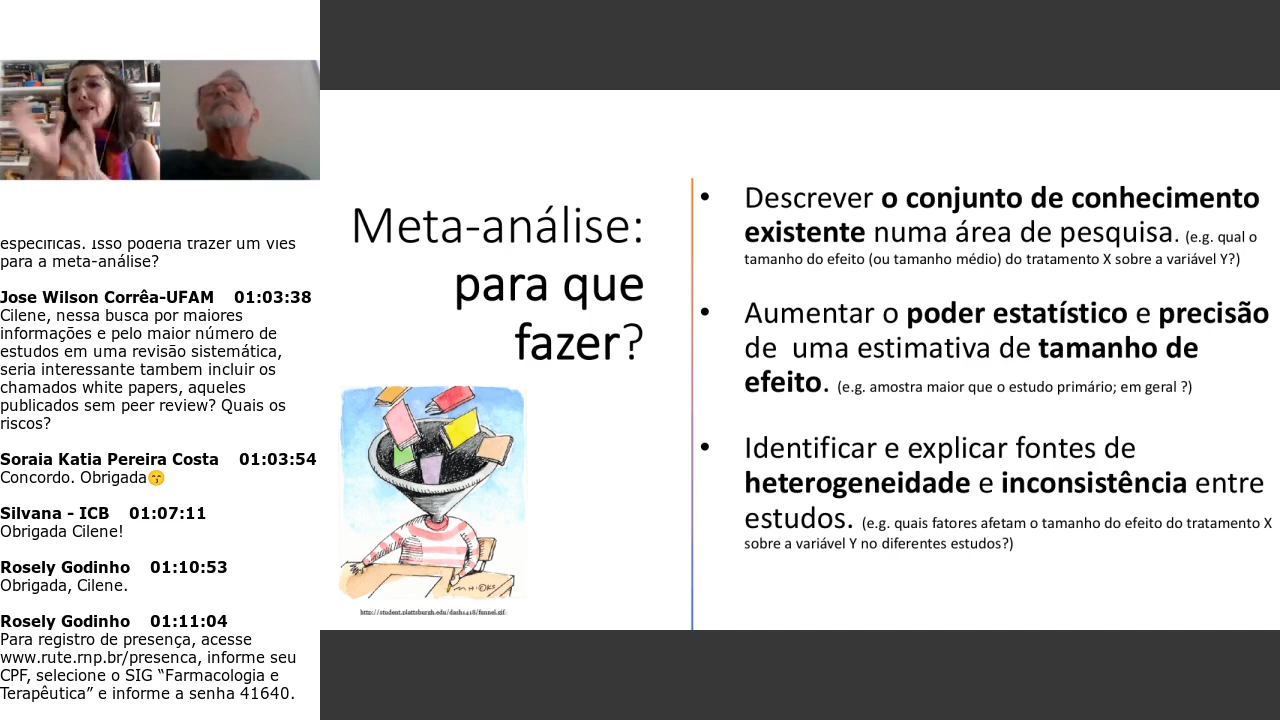 específicas. Isso poderia trazer um viés
para a meta-análise?
Jose Wilson Corrêa-UFAM 01:03:38
Cilene, nessa busca por maiores
informações e pelo maior número de
estudos em uma revisão sistemática,
seria interessante tambem incluir os
chamados white papers, aqueles
publicados sem peer review? Quais os
riscos?
Soraia Katia Pereira Costa 01:03:54
Concordo. Obrigada😙
Silvana - ICB 01:07:11
Obrigada Cilene!
Rosely Godinho 01:10:53
Obrigada, Cilene.
Rosely Godinho 01:11:04
Para registro de presença, acesse
www.rute.rnp.br/presenca, informe seu
CPF, selecione o SIG “Farmacologia e
Terapêutica” e informe a senha 41640.
Meta-análise:
para que
fazer?
http://student.plattsburgh.edu/dash1418/funnel.gif
• Descrever o conjunto de conhecimento
existente numa área de pesquisa. (e.g. qual o
tamanho do efeito (ou tamanho médio) do tratamento X sobre a variável Y?)
• Aumentar o poder estatístico e precisão
de uma estimativa de tamanho de
efeito. (e.g. amostra maior que o estudo primário; em geral ?)
• Identificar e explicar fontes de
heterogeneidade e inconsistência entre
estudos. (e.g. quais fatores afetam o tamanho do efeito do tratamento X
sobre a variável Y no diferentes estudos?)